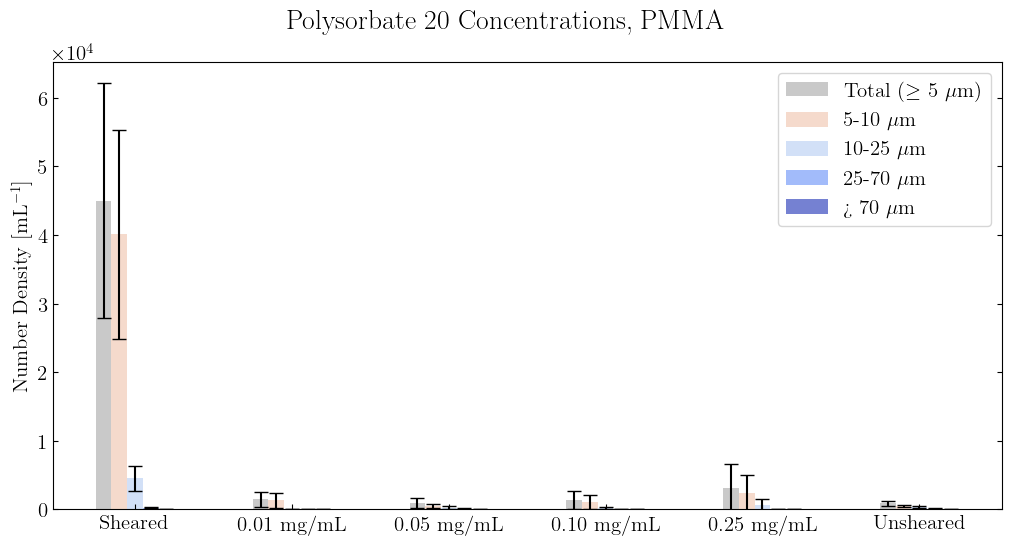 Polysorbate 20 Concentrations, PMMA
×10⁴
6
5
4
3
2
1
0
Number Density [mL⁻¹]
Total (≥ 5 μm)
5-10 μm
10-25 μm
25-70 μm
> 70 μm
Sheared
0.01 mg/mL
0.05 mg/mL
0.10 mg/mL
0.25 mg/mL
Unsheared